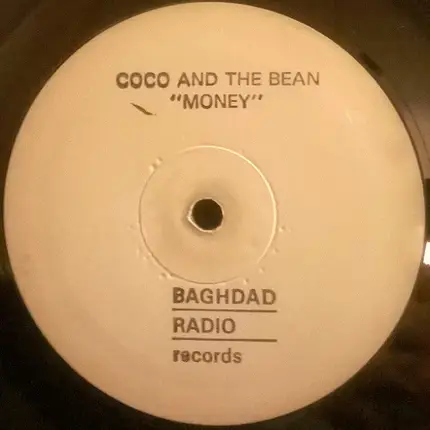 COCO AND THE BEAN
"MONEY"
BAGHDAD
RADIO
records